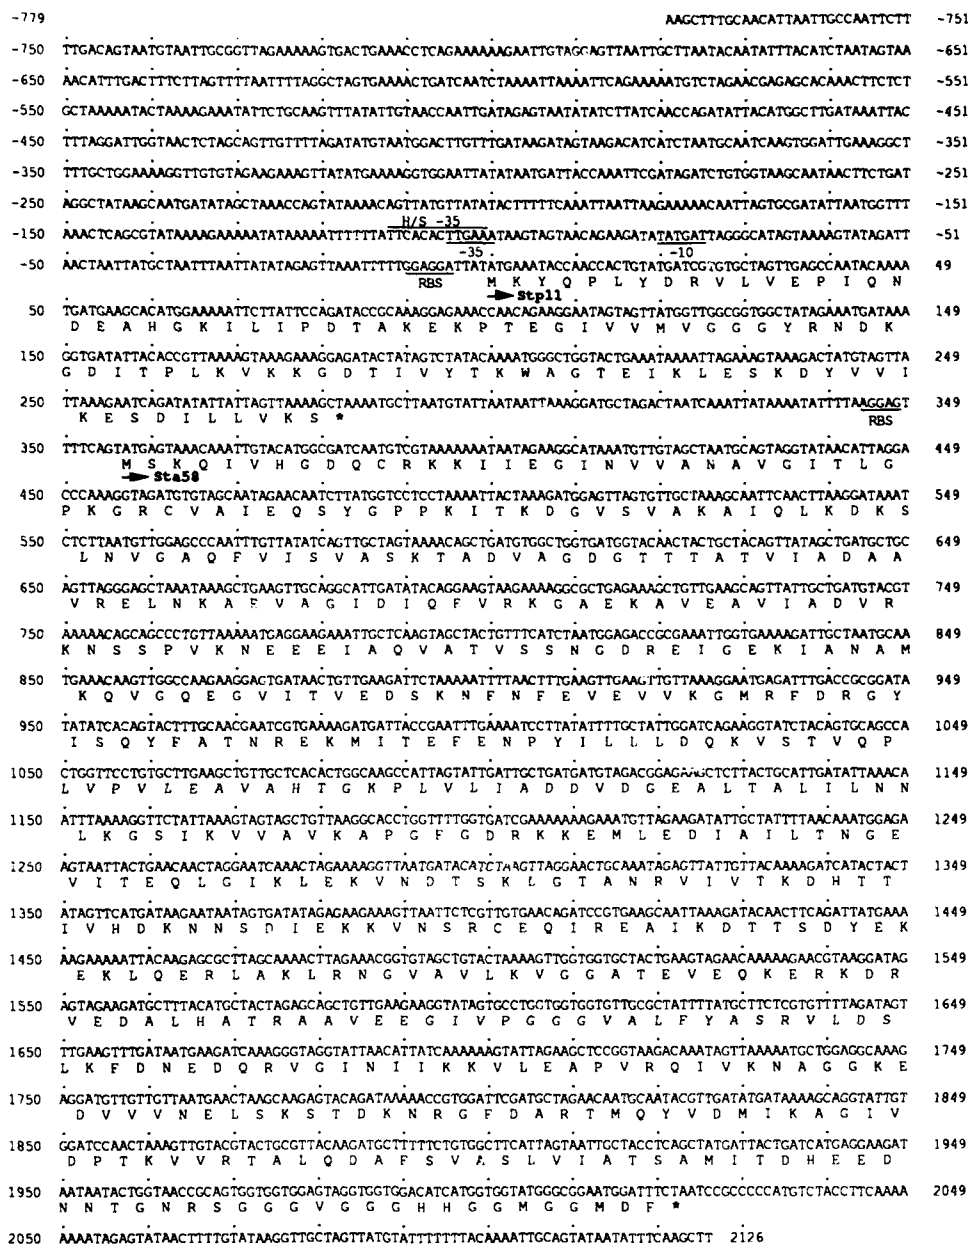 -779 AAGCTTTGCAACATTAATTGCCAATTCTT -751
-750 TTGACAGTAATGTAATTGCGGTTAGAAAAAGTGACTGAAACCTCAGAAAAAAGAATTGTAGGAGTTAATTGCTTAATACAATATTTACATCTAATAGTAA -651
-650 AACATTTGACTTTCTTAGTTTTAATTTTAGGCTAGTGAAAACTGATCAATCTAAAATTAAAATTCAGAAAAATGTCTAGAACGAGAGCACAAACTTCTCT -551
-550 GCTAAAAATACTAAAAGAAATATTCTGCAAGTTTATATTGTAACCAATTGATAGAGTAATATATCTTATCAACCAGATATTACATGGCTTGATAAATTAC -451
-450 TTTAGGATTGGTAACTCTAGCAGTTGTTTTAGATATGTAATGGACTTGTTTGATAAGATAGTAAGACATCATCTAATGCAATCAAGTGGATTGAAAGGCT -351
-350 TTTGCTGGAAAAGGTTGTGTAGAAGAAAGTTATATGAAAAGGTGGAATTATATAATGATTACCAAATTCGATAGATCTGTGGTAAGCAATAACTTCTGAT -251
-250 AGGCTATAAGCAATGATATAGCTAAACCAGTATAAAACAGTTATGTTATATACTTTTTCAAATTAATTAAGAAAAACAATTAGTGCGATATTAATGGTTT -151
H/S -35
-150 AAACTCAGCGTATAAAAGAAAAATATAAAAATTTTTTATTCACACTTGAAATAAGTAGTAACAGAAGATATATGATTAGGGCATAGTAAAAGTATAGATT -51
-35 -10
-50 AACTAATTATGCTAATTTAATTATATAGAGTTAAATTTTTGGAGGATTATATGAAATACCAACCACTGTATGATCGTGTGCTAGTTGAGCCAATACAAAA 49
RBS M K Y Q P L Y D R V L V E P I Q N
Stp11
50 TGATGAAGCACATGGAAAAATTCTTATTCCAGATACCGCAAAGGAGAAACCAACAGAAGGAATAGTAGTTATGGTTGGCGGTGGCTATAGAAATGATAAA 149
D E A H G K I L I P D T A K E K P T E G I V V M V G G G Y R N D K
150 GGTGATATTACACCGTTAAAAGTAAAGAAAGGAGATACTATAGTCTATACAAAATGGGCTGGTACTGAAATAAAATTAGAAAGTAAAGACTATGTAGTTA 249
G D I T P L K V K K G D T I V Y T K W A G T E I K L E S K D Y V V I
250 TTAAAGAATCAGATATATTATTAGTTAAAAGCTAAAATGCTTAATGTATTAATAATTAAAGGATGCTAGACTAATCAAATTATAAAATATTTTAAGGAGT 349
K E S D I L L V K S * RBS
350 TTTCAGTATGAGTAAACAAATTGTACATGGCGATCAATGTCGTAAAAAAATAATAGAAGGCATAAATGTTGTAGCTAATGCAGTAGGTATAACATTAGGA 449
M S K Q I V H G D Q C R K K I I E G I N V V A N A V G I T L G
Sta58
450 CCCAAAGGTAGATGTGTAGCAATAGAACAATCTTATGGTCCTCCTAAAATTACTAAAGATGGAGTTAGTGTTGCTAAAGCAATTCAACTTAAGGATAAAT 549
P K G R C V A I E Q S Y G P P K I T K D G V S V A K A I Q L K D K S
550 CTCTTAATGTTGGAGCCCAATTTGTTATATCAGTTGCTAGTAAAACAGCTGATGTGGCTGGTGATGGTACAACTACTGCTACAGTTATAGCTGATGCTGC 649
L N V G A Q F V I S V A S K T A D V A G D G T T T A T V I A D A A
650 AGTTAGGGAGCTAAATAAAGCTGAAGTTGCAGGCATTGATATACAGGAAGTAAGAAAAGGCGCTGAGAAAGCTGTTGAAGCAGTTATTGCTGATGTACGT 749
V R E L N K A E V A G I D I Q E V R K G A E K A V E A V I A D V R
750 AAAAACAGCAGCCCTGTTAAAAATGAGGAAGAAATTGCTCAAGTAGCTACTGTTTCATCTAATGGAGACCGCGAAATTGGTGAAAAGATTGCTAATGCAA 849
K N S S P V K N E E E I A Q V A T V S S N G D R E I G E K I A N A M
850 TGAAACAAGTTGGCCAAGAAGGAGTGATAACTGTTGAAGATTCTAAAAATTTTAACTTTGAAGTTGAAGTTGTTAAAGGAATGAGATTTGACCGCGGATA 949
K Q V G Q E G V I T V E D S K N F N F E V E V V K G M R F D R G Y
950 TATATCACAGTACTTTGCAACGAATCGTGAAAAGATGATTACCGAATTTGAAAATCCTTATATTTTGCTATTGGATCAGAAGGTATCTACAGTGCAGCCA 1049
I S Q Y F A T N R E K M I T E F E N P Y I L L L D Q K V S T V Q P
1050 CTGGTTCCTGTGCTTGAAGCTGTTGCTCACACTGGCAAGCCATTAGTATTGATTGCTGATGATGTAGACGGAGAAGCTCTTACTGCATTGATATTAAACA 1149
L V P V L E A V A H T G K P L V L I A D D V D G E A L T A L I L N N
1150 ATTTAAAAGGTTCTATTAAAGTAGTAGCTGTTAAGGCACCTGGTTTTGGTGATCGAAAAAAAGAAATGTTAGAAGATATTGCTATTTTAACAAATGGAGA 1249
L K G S I K V V A V K A P G F G D R K K E M L E D I A I L T N G E
1250 AGTAATTACTGAACAACTAGGAATCAAACTAGAAAAGGTTAATGATACATCTAAGTTAGGAACTGCAAATAGAGTTATTGTTACAAAAGATCATACTACT 1349
V I T E Q L G I K L E K V N D T S K L G T A N R V I V T K D H T T
1350 ATAGTTCATGATAAGAATAATAGTGATATAGAGAAGAAAGTTAATTCTCGTTGTGAACAGATCCGTGAAGCAATTAAAGATACAACTTCAGATTATGAAA 1449
I V H D K N N S D I E K K V N S R C E Q I R E A I K D T T S D Y E K
1450 AAGAAAAATTACAAGAGCGCTTAGCAAAACTTAGAAACGGTGTAGCTGTACTAAAAGTTGGTGGTGCTACTGAAGTAGAACAAAAAGAACGTAAGGATAG 1549
E K L Q E R L A K L R N G V A V L K V G G A T E V E Q K E R K D R
1550 AGTAGAAGATGCTTTACATGCTACTAGAGCAGCTGTTGAAGAAGGTATAGTGCCTGGTGGTGGTGTTGCGCTATTTTATGCTTCTCGTGTTTTAGATAGT 1649
V E D A L H A T R A A V E E G I V P G G G V A L F Y A S R V L D S
1650 TTGAAGTTTGATAATGAAGATCAAAGGGTAGGTATTAACATTATCAAAAAAGTATTAGAAGCTCCGGTAAGACAAATAGTTAAAAATGCTGGAGGCAAAG 1749
L K F D N E D Q R V G I N I I K K V L E A P V R Q I V K N A G G K E
1750 AGGATGTTGTTGTTAATGAACTAAGCAAGAGTACAGATAAAAACCGTGGATTCGATGCTAGAACAATGCAATACGTTGATATGATAAAAGCAGGTATTGT 1849
D V V V N E L S K S T D K N R G F D A R T M Q Y V D M I K A G I V
1850 GGATCCAACTAAAGTTGTACGTACTGCGTTACAAGATGCTTTTTCTGTGGCTTCATTAGTAATTGCTACCTCAGCTATGATTACTGATCATGAGGAAGAT 1949
D P T K V V R T A L Q D A F S V A S L V I A T S A M I T D H E E D
1950 AATAATACTGGTAACCGCAGTGGTGGTGGAGTAGGTGGTGGACATCATGGTGGTATGGGCGGAATGGATTTCTAATCCGCCCCCATGTCTACCTTCAAAA 2049
N N T G N R S G G G V G G G H H G G M G G M D F *
2050 AAAATAGAGTATAACTTTTGTATAAGGTTGCTAGTTATGTATTTTTTTACAAAATTGCAGTATAATATTTCAAGCTT 2126